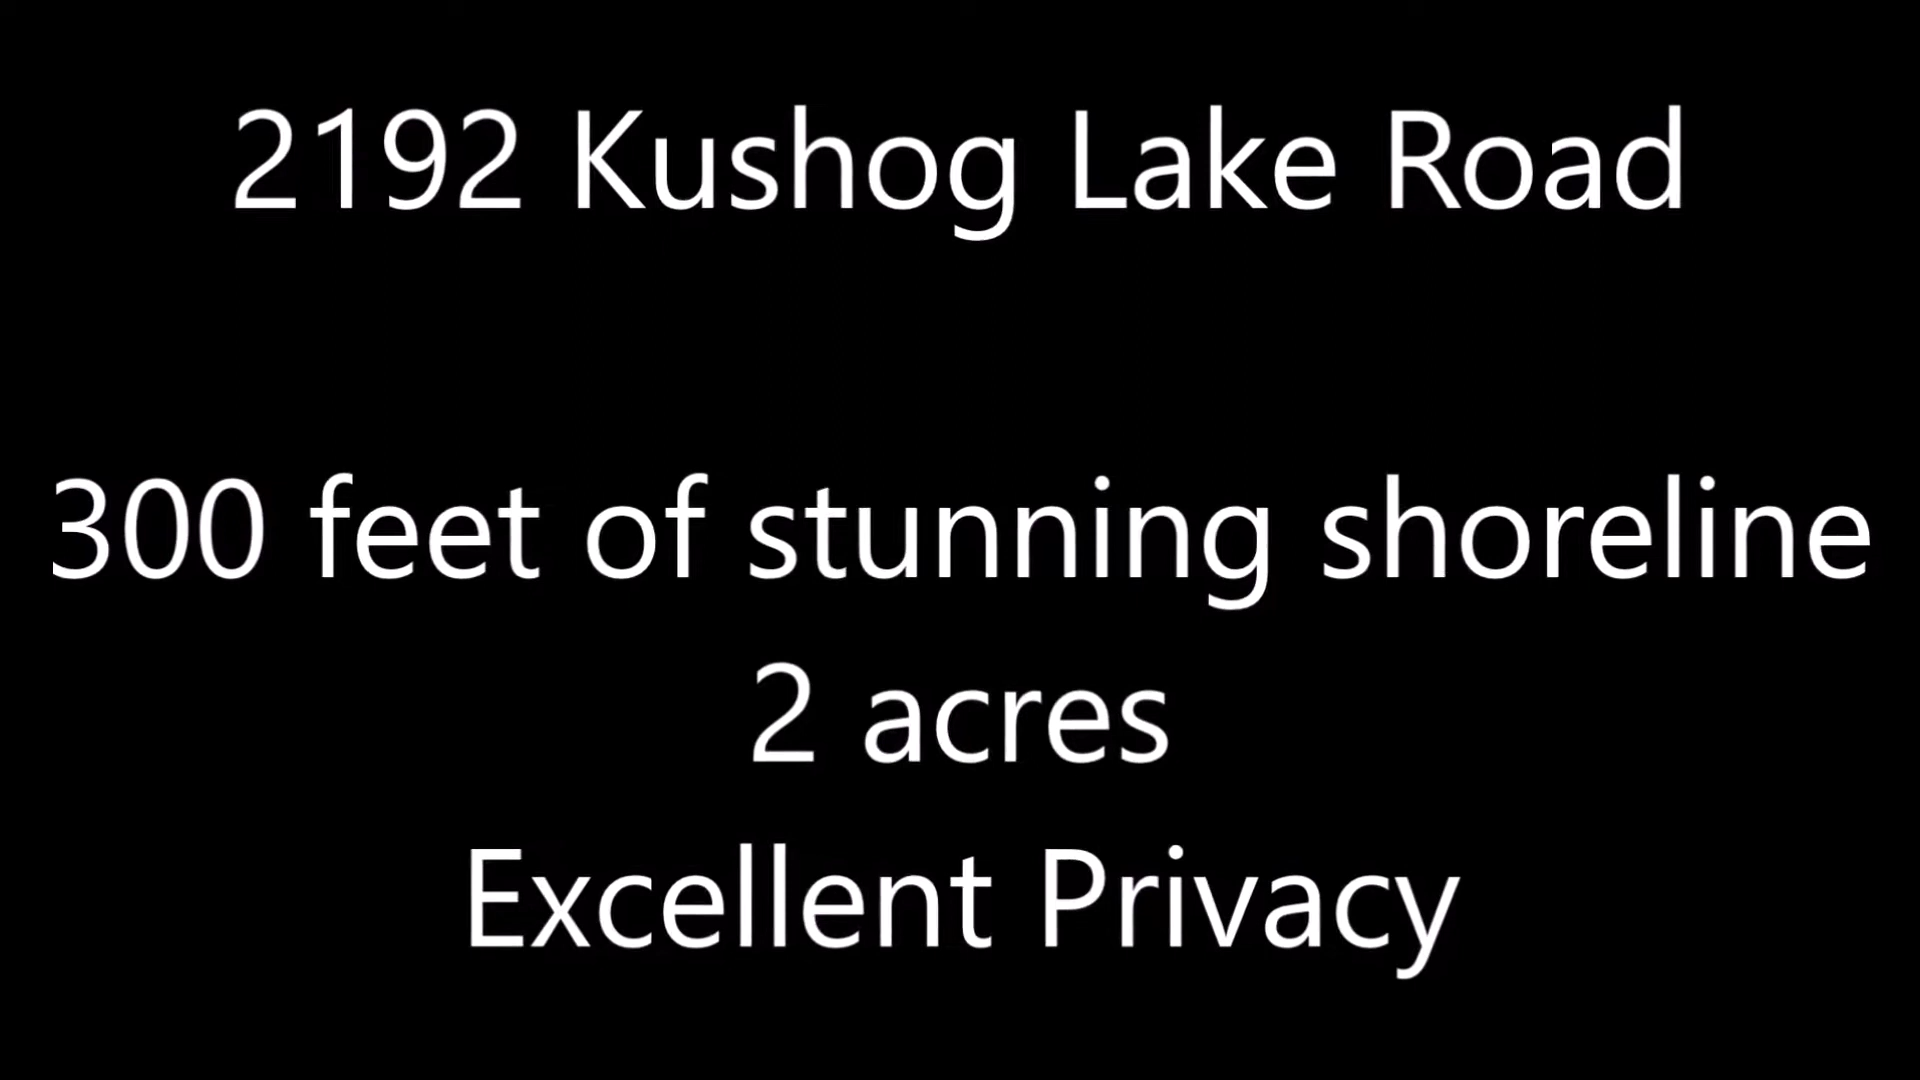 2192 Kushog Lake Road
300 feet of stunning shoreline
2 acres
Excellent Privacy